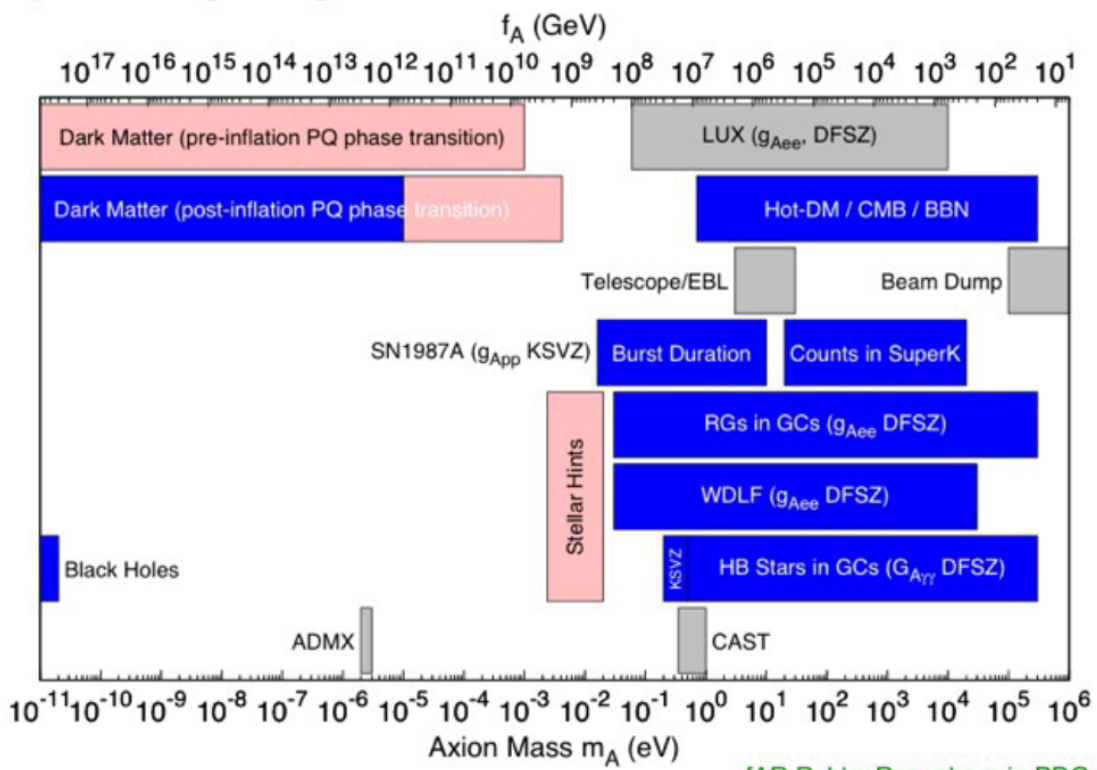 f_A (GeV)
10^17 10^16 10^15 10^14 10^13 10^12 10^11 10^10 10^9 10^8 10^7 10^6 10^5 10^4 10^3 10^2 10^1
Dark Matter (pre-inflation PQ phase transition)
LUX (g_Aee, DFSZ)
Dark Matter (post-inflation PQ phase transition)
Hot-DM / CMB / BBN
Telescope/EBL
Beam Dump
SN1987A (g_App KSVZ)
Burst Duration
Counts in SuperK
RGs in GCs (g_Aee DFSZ)
Stellar Hints
WDLF (g_Aee DFSZ)
Black Holes
KSVZ
HB Stars in GCs (G_Aγγ DFSZ)
ADMX
CAST
10^-11 10^-10 10^-9 10^-8 10^-7 10^-6 10^-5 10^-4 10^-3 10^-2 10^-1 10^0 10^1 10^2 10^3 10^4 10^5 10^6
Axion Mass m_A (eV)